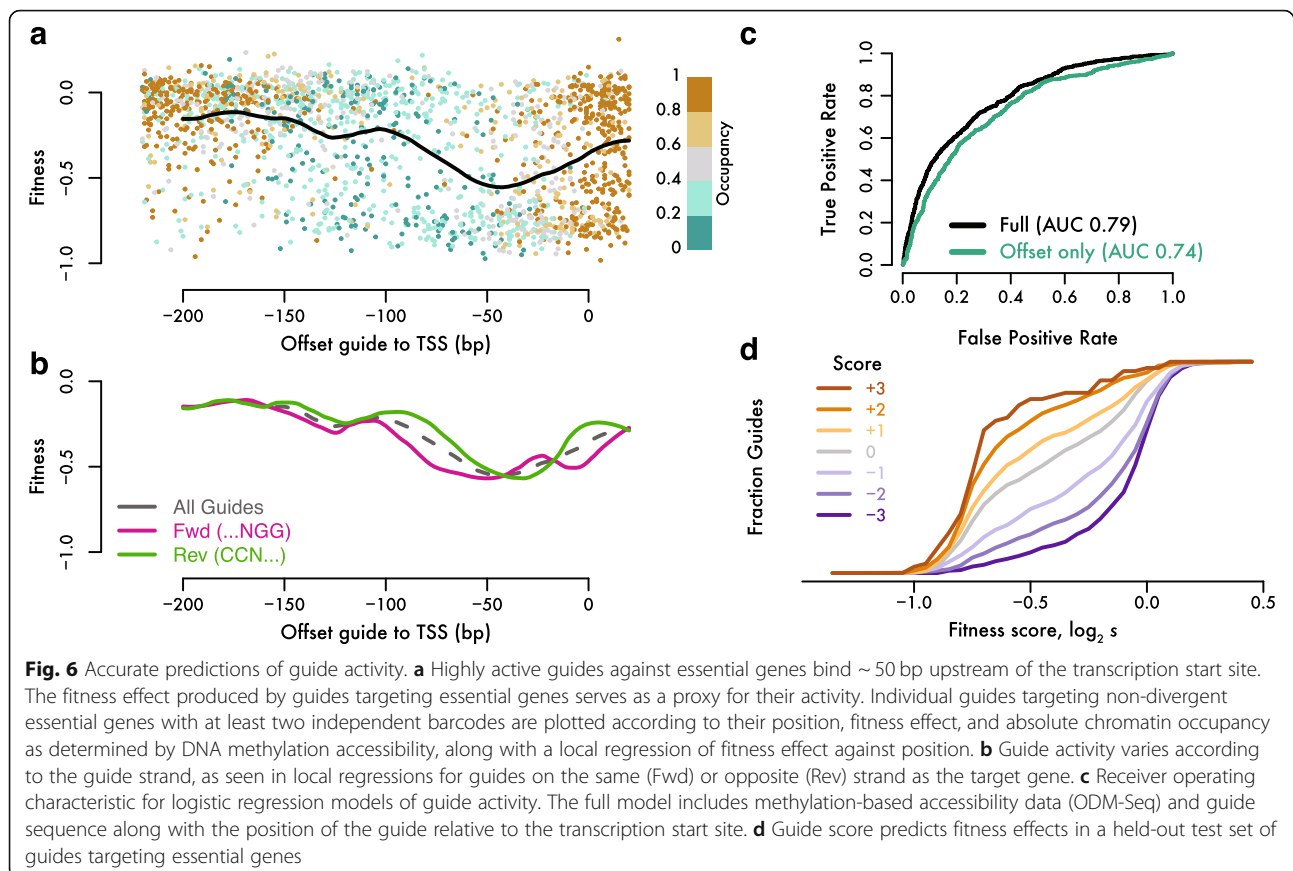 a
0.0
−0.5
−1.0
Fitness
−200
−150
−100
−50
0
Offset guide to TSS (bp)
1
0.8
0.6
0.4
0.2
0
Occupancy
b
0.0
−0.5
−1.0
Fitness
All Guides
Fwd (...NGG)
Rev (CCN...)
−200
−150
−100
−50
0
Offset guide to TSS (bp)
c
1.0
0.8
0.6
0.4
0.2
0.0
True Positive Rate
Full (AUC 0.79)
Offset only (AUC 0.74)
0.0
0.2
0.4
0.6
0.8
1.0
False Positive Rate
d
Score
+3
+2
+1
0
−1
−2
−3
Fraction Guides
−1.0
−0.5
0.0
0.5
Fitness score, log2 s
Fig. 6 Accurate predictions of guide activity. a Highly active guides against essential genes bind ~ 50 bp upstream of the transcription start site.
The fitness effect produced by guides targeting essential genes serves as a proxy for their activity. Individual guides targeting non-divergent
essential genes with at least two independent barcodes are plotted according to their position, fitness effect, and absolute chromatin occupancy
as determined by DNA methylation accessibility, along with a local regression of fitness effect against position. b Guide activity varies according
to the guide strand, as seen in local regressions for guides on the same (Fwd) or opposite (Rev) strand as the target gene. c Receiver operating
characteristic for logistic regression models of guide activity. The full model includes methylation-based accessibility data (ODM-Seq) and guide
sequence along with the position of the guide relative to the transcription start site. d Guide score predicts fitness effects in a held-out test set of
guides targeting essential genes